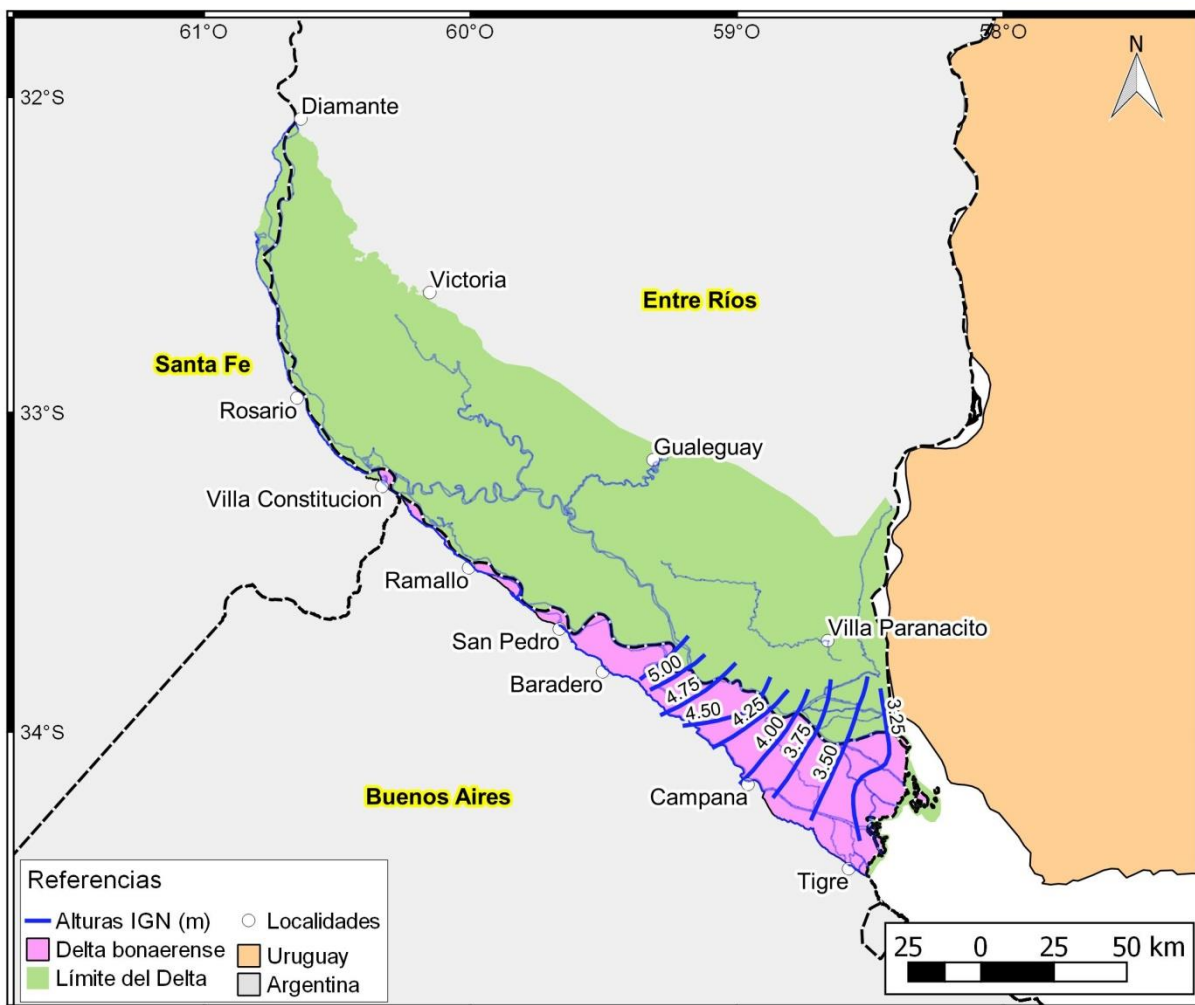 61°O
60°O
59°O
58°O
N
32°S
Diamante
Victoria
Entre Ríos
Santa Fe
33°S
Rosario
Gualeguay
Villa Constitucion
Ramallo
San Pedro
Villa Paranacito
Baradero
5.00
4.75
4.50
4.25
4.00
3.75
3.50
3.25
34°S
Campana
Buenos Aires
Tigre
Referencias
Alturas IGN (m)
Localidades
Delta bonaerense
Uruguay
Límite del Delta
Argentina
25 0 25 50 km